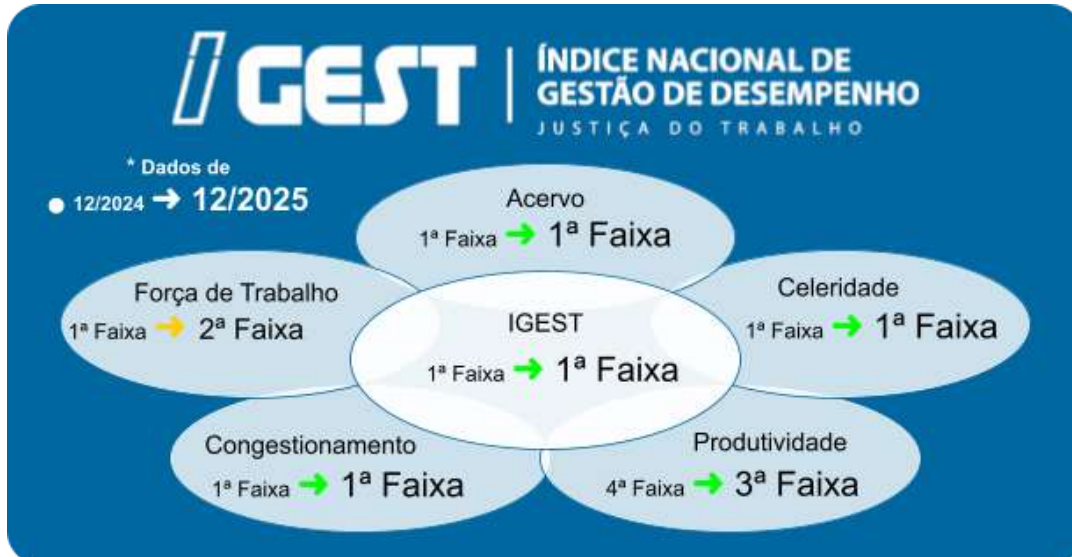 IGEST
ÍNDICE NACIONAL DE
GESTÃO DE DESEMPENHO
JUSTIÇA DO TRABALHO
* Dados de
12/2024 ➜ 12/2025
Acervo
1ª Faixa ➜ 1ª Faixa
Força de Trabalho
1ª Faixa ➜ 2ª Faixa
Celeridade
1ª Faixa ➜ 1ª Faixa
IGEST
1ª Faixa ➜ 1ª Faixa
Congestionamento
1ª Faixa ➜ 1ª Faixa
Produtividade
4ª Faixa ➜ 3ª Faixa